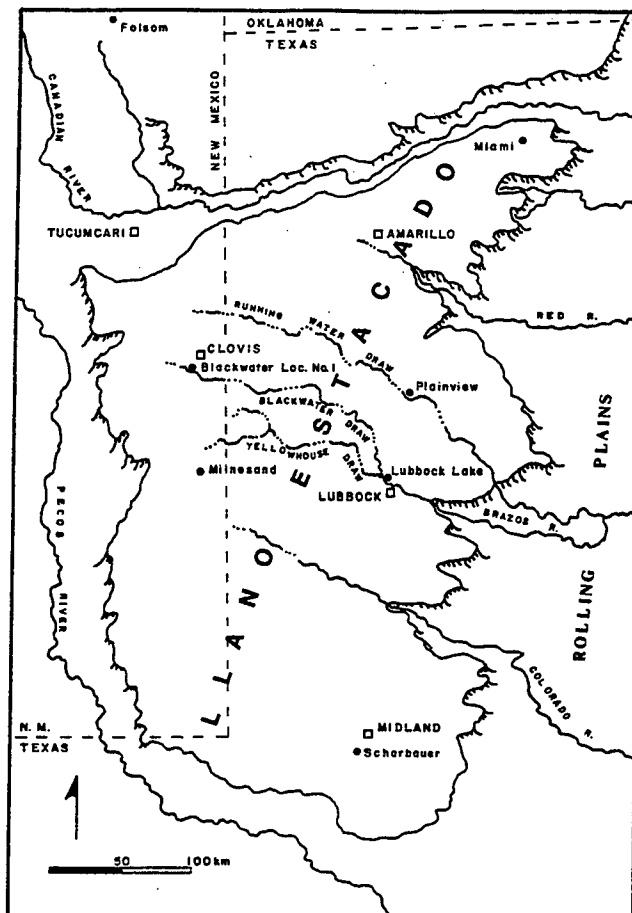 Folsom
OKLAHOMA
TEXAS
CANADIAN
RIVER
NEW MEXICO
Miami
TUCUMCARI
AMARILLO
RED R.
RUNNING WATER DRAW
CLOVIS
Blackwater Loc. No.1
Plainview
BLACKWATER DRAW
YELLOWHOUSE DRAW
Milnesand
Lubbock Lake
LUBBOCK
BRAZOS R.
LLANO ESTACADO
ROLLING PLAINS
PECOS
RIVER
COLORADO R.
N. M.
TEXAS
MIDLAND
Scharbauer
50 100 km